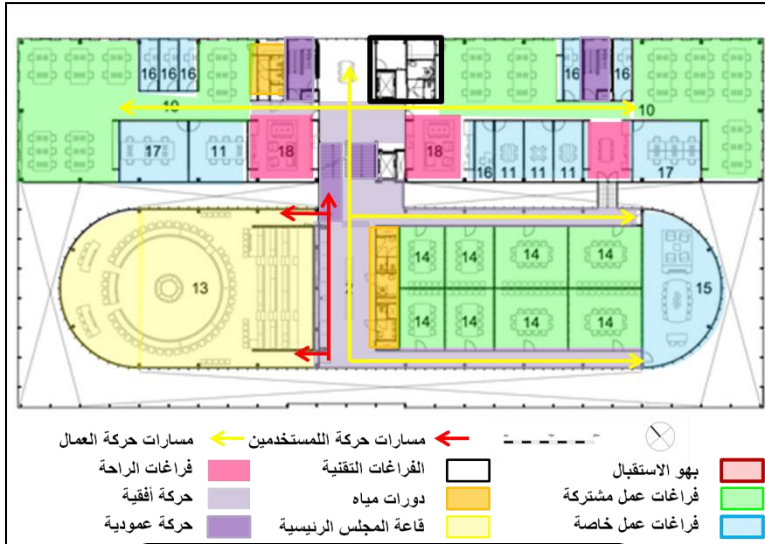 16 16 16 16 16
10 10
17 11 18 18 16 11 11 11 17
14 14 14 14
13 2 15
14 14 14 14
مسارات حركة العمال مسارات حركة اللمستخدمين
فراغات الراحة الفراغات التقنية بهو الاستقبال
حركة أفقية دورات مياه فراغات عمل مشتركة
حركة عمودية قاعة المجلس الرئيسية فراغات عمل خاصة